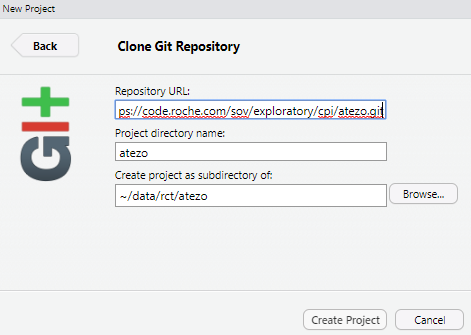 New Project
Back
Clone Git Repository
Repository URL:
ps://code.roche.com/sov/exploratory/cpi/atezo.git
Project directory name:
atezo
Create project as subdirectory of:
~/data/rct/atezo
Browse...
Git
Create Project
Cancel